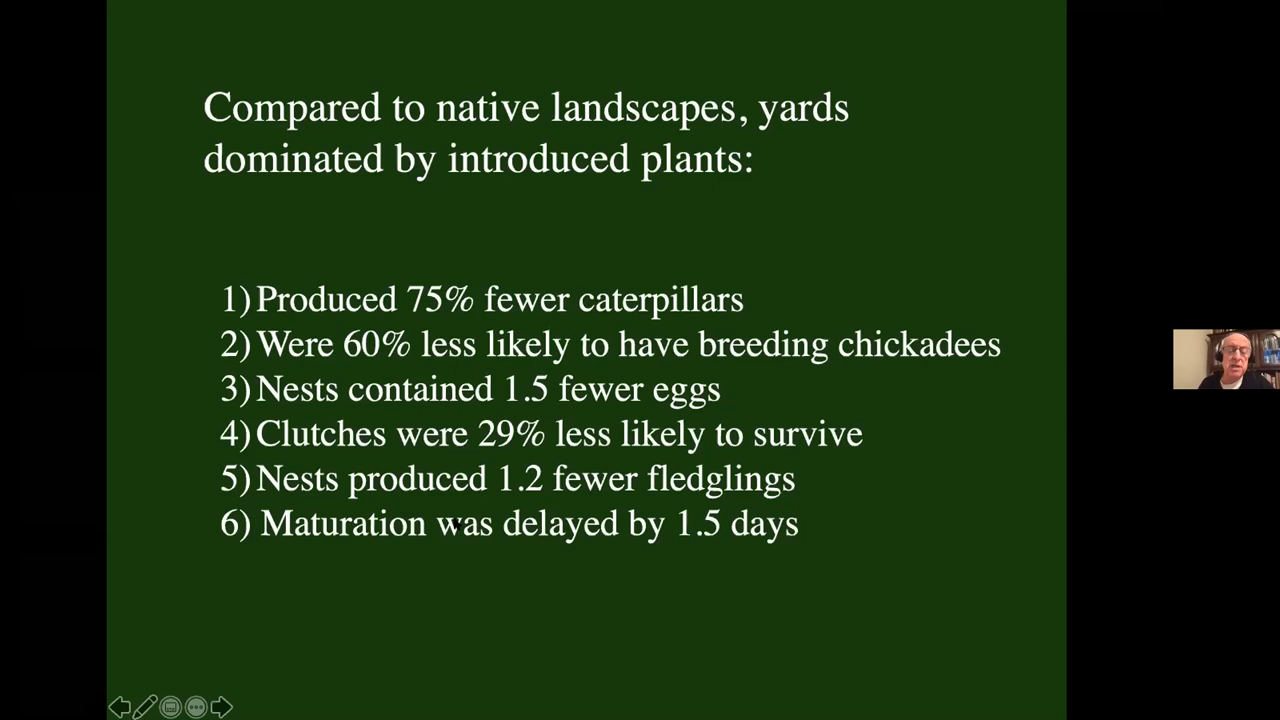 Compared to native landscapes, yards
dominated by introduced plants:
1) Produced 75% fewer caterpillars
2) Were 60% less likely to have breeding chickadees
3) Nests contained 1.5 fewer eggs
4) Clutches were 29% less likely to survive
5) Nests produced 1.2 fewer fledglings
6) Maturation was delayed by 1.5 days